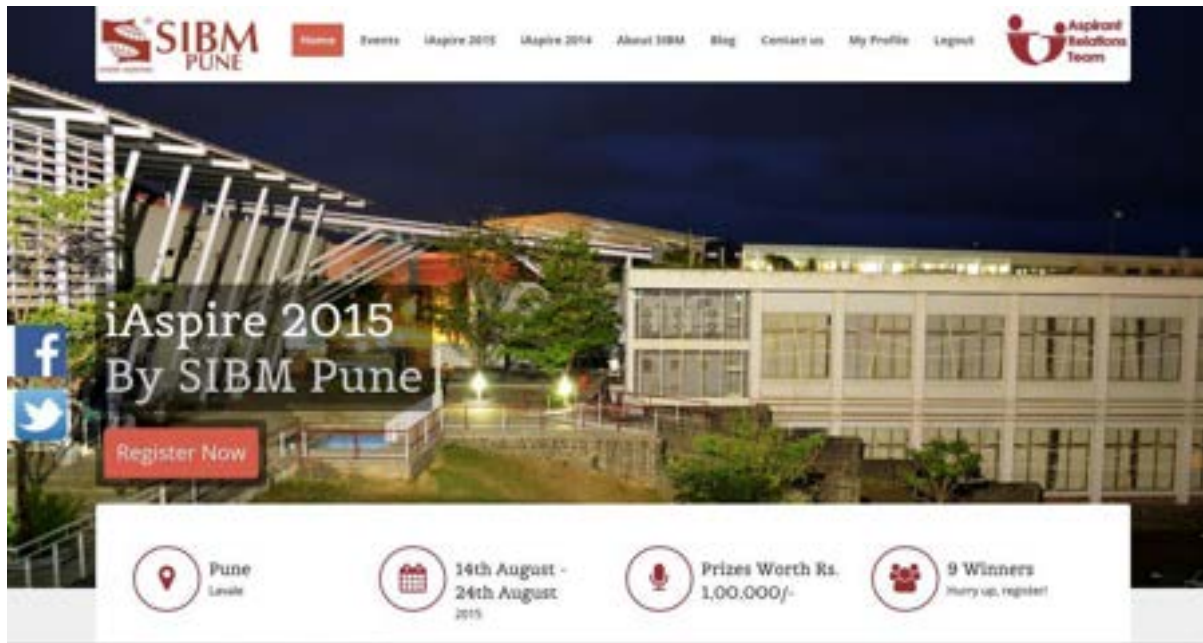 SIBM
PUNE
Home
Events
iAspire 2015
iAspire 2014
About SIBM
Blog
Contact us
My Profile
Logout
Aspirant
Relations
Team
iAspire 2015
By SIBM Pune
f
Register Now
Pune
Lavale
14th August -
24th August
2015
Prizes Worth Rs.
1,00,000/-
9 Winners
Hurry up, register!